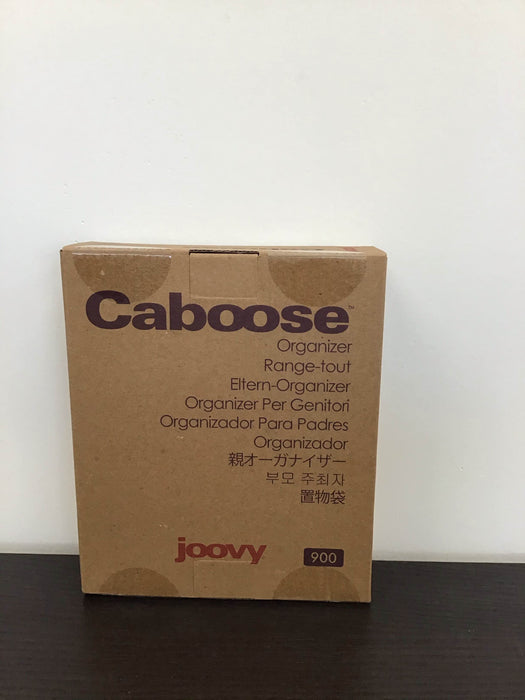 Caboose™
Organizer
Range-tout
Eltern-Organizer
Organizer Per Genitori
Organizador Para Padres
Organizador
親オーガナイザー
부모 주최자
置物袋
joovy
900